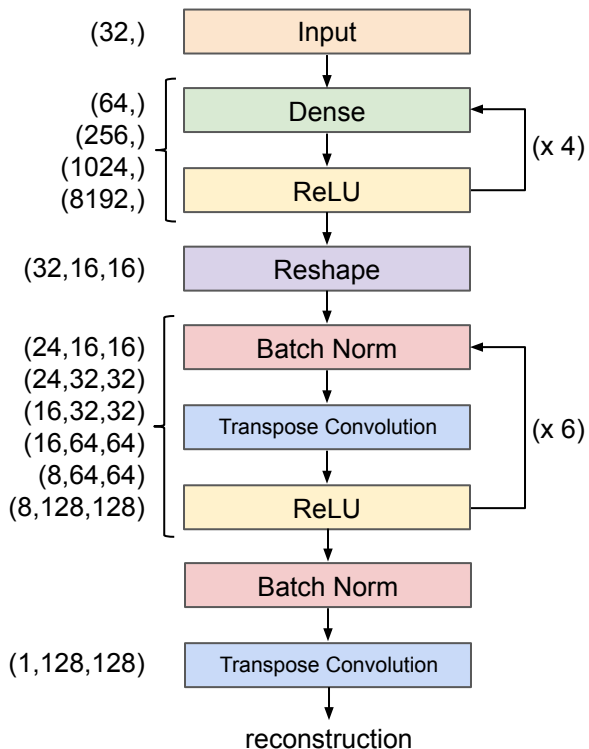 (32,)
Input
(64,)
(256,)
(1024,)
(8192,)
Dense
ReLU
(x 4)
(32,16,16)
Reshape
(24,16,16)
(24,32,32)
(16,32,32)
(16,64,64)
(8,64,64)
(8,128,128)
Batch Norm
Transpose Convolution
ReLU
(x 6)
Batch Norm
(1,128,128)
Transpose Convolution
reconstruction